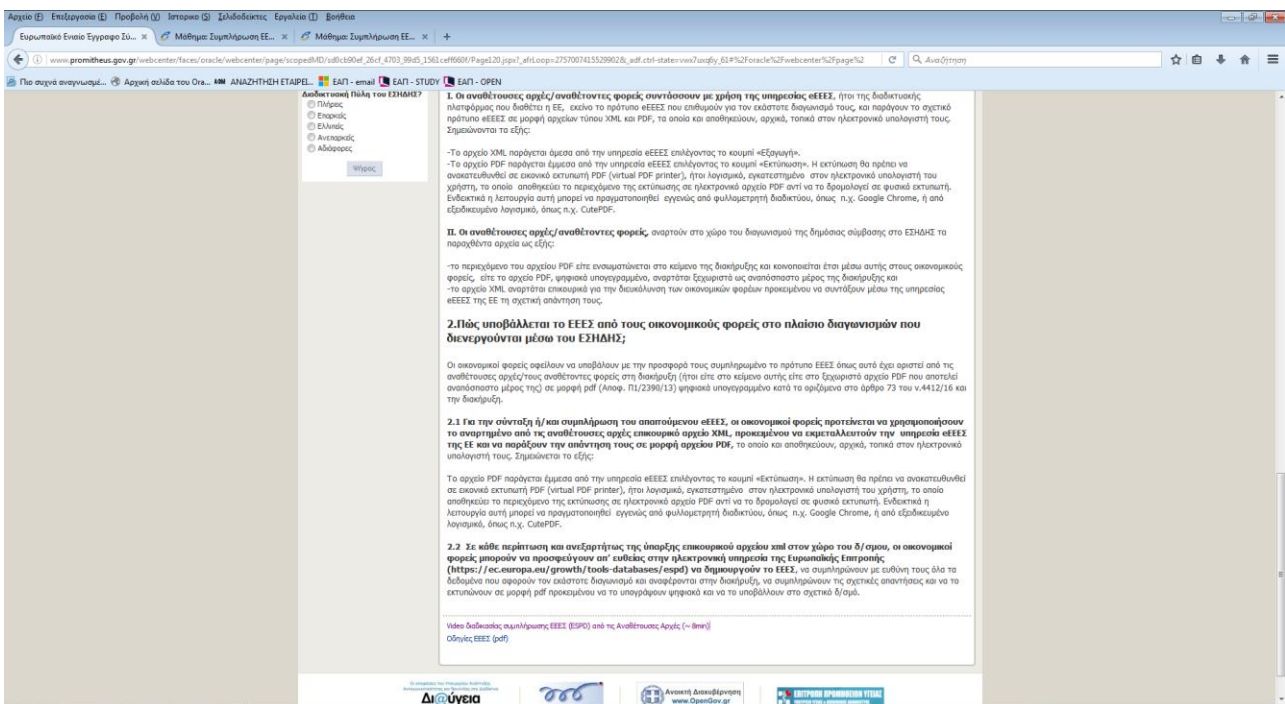 Αρχείο (F) Επεξεργασία (E) Προβολή (V) Ιστορικο (S) Σελιδοδείκτες Εργαλεία (T) Βοήθεια
Ευρωπαϊκό Ενιαίο Έγγραφο Σύ... × Μάθημα: Συμπλήρωση ΕΕ... × Μάθημα: Συμπλήρωση ΕΕ... × +
Αναζήτηση
Πιο συχνά αναγνωσμέ... Αρχική σελίδα του Ora... ΑΝΑΖΗΤΗΣΗ ΕΤΑΙΡΕΙ... ΕΑΠ - email ΕΑΠ - STUDY ΕΑΠ - OPEN
Διαδικτυακή Πύλη του ΕΣΗΔΗΣ?
Πλήρης
Επαρκής
Ελλιπής
Ανεπαρκής
Αδιάφορες
Ψήφος
I. Οι αναθέτουσες αρχές/αναθέτοντες φορείς συντάσσουν με χρήση της υπηρεσίας eΕΕΕΣ, ήτοι της διαδικτυακής
πλατφόρμας που διαθέτει η ΕΕ, εκείνο το πρότυπο eΕΕΕΣ που επιθυμούν για τον εκάστοτε διαγωνισμό τους, και παράγουν το σχετικό
πρότυπο eΕΕΕΣ σε μορφή αρχείων τύπου XML και PDF, τα οποία και αποθηκεύουν, αρχικά, τοπικά στον ηλεκτρονικό υπολογιστή τους.
Σημειώνονται τα εξής:
-Το αρχείο XML παράγεται άμεσα από την υπηρεσία eΕΕΕΣ επιλέγοντας το κουμπί «Εξαγωγή».
-Το αρχείο PDF παράγεται έμμεσα από την υπηρεσία eΕΕΕΣ επιλέγοντας το κουμπί «Εκτύπωση». Η εκτύπωση θα πρέπει να
ανακατευθυνθεί σε εικονικό εκτυπωτή PDF (virtual PDF printer), ήτοι λογισμικό, εγκατεστημένο στον ηλεκτρονικό υπολογιστή του
χρήστη, το οποίο αποθηκεύει το περιεχόμενο της εκτύπωσης σε ηλεκτρονικό αρχείο PDF αντί να το δρομολογεί σε φυσικό εκτυπωτή.
Ενδεικτικά η λειτουργία αυτή μπορεί να πραγματοποιηθεί εγγενώς από φυλλομετρητή διαδικτύου, όπως π.χ. Google Chrome, ή από
εξειδικευμένο λογισμικό, όπως π.χ. CutePDF.
II. Οι αναθέτουσες αρχές/αναθέτοντες φορείς, αναρτούν στο χώρο του διαγωνισμού της δημόσιας σύμβασης στο ΕΣΗΔΗΣ τα
παραχθέντα αρχεία ως εξής:
-το περιεχόμενο του αρχείου PDF είτε ενσωματώνεται στο κείμενο της διακήρυξης και κοινοποιείται έτσι μέσω αυτής στους οικονομικούς
φορείς, είτε το αρχείο PDF, ψηφιακά υπογεγραμμένο, αναρτάται ξεχωριστά ως αναπόσπαστο μέρος της διακήρυξης και
-το αρχείο XML αναρτάται επικουρικά για την διευκόλυνση των οικονομικών φορέων προκειμένου να συντάξουν μέσω της υπηρεσίας
eΕΕΕΣ της ΕΕ τη σχετική απάντηση τους.
2.Πώς υποβάλλεται το ΕΕΕΣ από τους οικονομικούς φορείς στο πλαίσιο διαγωνισμών που
διενεργούνται μέσω του ΕΣΗΔΗΣ;
Οι οικονομικοί φορείς οφείλουν να υποβάλουν με την προσφορά τους συμπληρωμένο το πρότυπο ΕΕΕΣ όπως αυτό έχει οριστεί από τις
αναθέτουσες αρχές/τους αναθέτοντες φορείς στη διακήρυξη (ήτοι είτε στο κείμενο αυτής είτε στο ξεχωριστό αρχείο PDF που αποτελεί
αναπόσπαστο μέρος της) σε μορφή pdf (Αποφ. Π1/2390/13) ψηφιακά υπογεγραμμένο κατά τα οριζόμενα στο άρθρο 73 του ν.4412/16 και
την διακήρυξη.
2.1 Για την σύνταξη ή/και συμπλήρωση του απαιτούμενου eΕΕΕΣ, οι οικονομικοί φορείς προτείνεται να χρησιμοποιήσουν
το αναρτημένο από τις αναθέτουσες αρχές επικουρικό αρχείο XML, προκειμένου να εκμεταλλευτούν την υπηρεσία eΕΕΕΣ
της ΕΕ και να παράξουν την απάντηση τους σε μορφή αρχείου PDF, το οποίο και αποθηκεύουν, αρχικά, τοπικά στον ηλεκτρονικό
υπολογιστή τους. Σημειώνεται το εξής:
Το αρχείο PDF παράγεται έμμεσα από την υπηρεσία eΕΕΕΣ επιλέγοντας το κουμπί «Εκτύπωση». Η εκτύπωση θα πρέπει να ανακατευθυνθεί
σε εικονικό εκτυπωτή PDF (virtual PDF printer), ήτοι λογισμικό, εγκατεστημένο στον ηλεκτρονικό υπολογιστή του χρήστη, το οποίο
αποθηκεύει το περιεχόμενο της εκτύπωσης σε ηλεκτρονικό αρχείο PDF αντί να το δρομολογεί σε φυσικό εκτυπωτή. Ενδεικτικά η
λειτουργία αυτή μπορεί να πραγματοποιηθεί εγγενώς από φυλλομετρητή διαδικτύου, όπως π.χ. Google Chrome, ή από εξειδικευμένο
λογισμικό, όπως π.χ. CutePDF.
2.2 Σε κάθε περίπτωση και ανεξαρτήτως της ύπαρξης επικουρικού αρχείου xml στον χώρο του δ/σμου, οι οικονομικοί
φορείς μπορούν να προσφεύγουν απ' ευθείας στην ηλεκτρονική υπηρεσία της Ευρωπαϊκής Επιτροπής
(https://ec.europa.eu/growth/tools-databases/espd) να δημιουργούν το ΕΕΕΣ, να συμπληρώνουν με ευθύνη τους όλα τα
δεδομένα που αφορούν τον εκάστοτε διαγωνισμό και αναφέρονται στην διακήρυξη, να συμπληρώνουν τις σχετικές απαντήσεις και να το
εκτυπώνουν σε μορφή pdf προκειμένου να το υπογράψουν ψηφιακά και να το υποβάλλουν στο σχετικό δ/σμό.
Video διαδικασίας συμπλήρωσης ΕΕΕΣ (ESPD) από τις Αναθέτουσες Αρχές (~ 8min)
Οδηγίες ΕΕΕΣ (pdf)
Δι@ύγεια
Ανοικτή Διακυβέρνηση
www.OpenGov.gr
ΕΠΙΤΡΟΠΗ ΠΡΟΜΗΘΕΙΩΝ ΥΓΕΙΑΣ